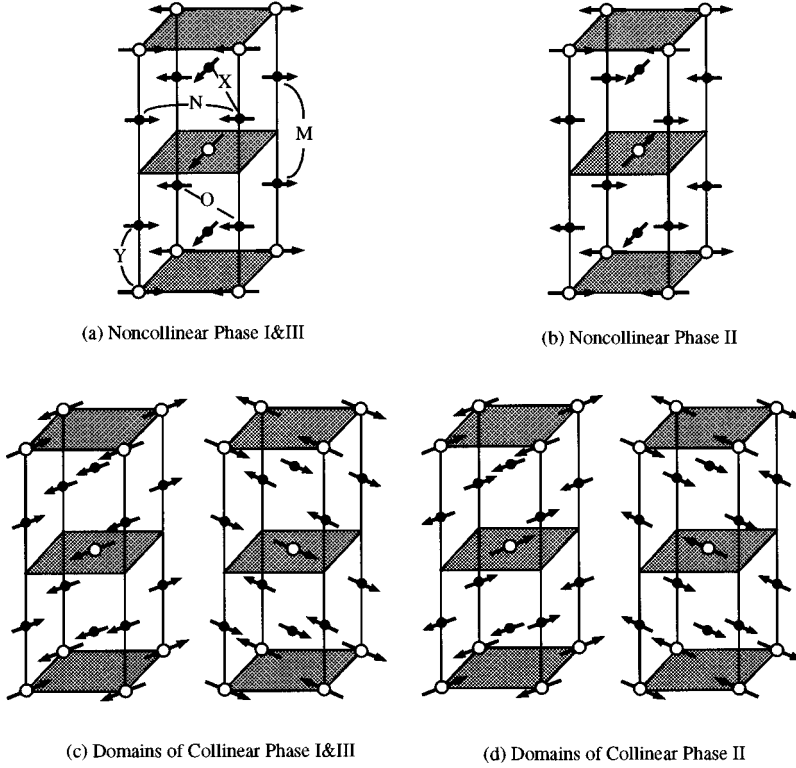 X
N
M
O
Y
(a) Noncollinear Phase I&III
(b) Noncollinear Phase II
(c) Domains of Collinear Phase I&III
(d) Domains of Collinear Phase II